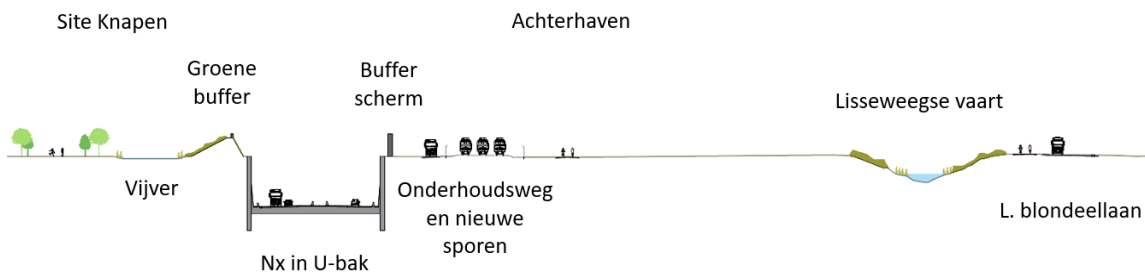 Site Knapen
Achterhaven
Groene
buffer
Buffer
scherm
Lisseweegse vaart
Vijver
Onderhoudsweg
en nieuwe
sporen
L. blondeellaan
Nx in U-bak